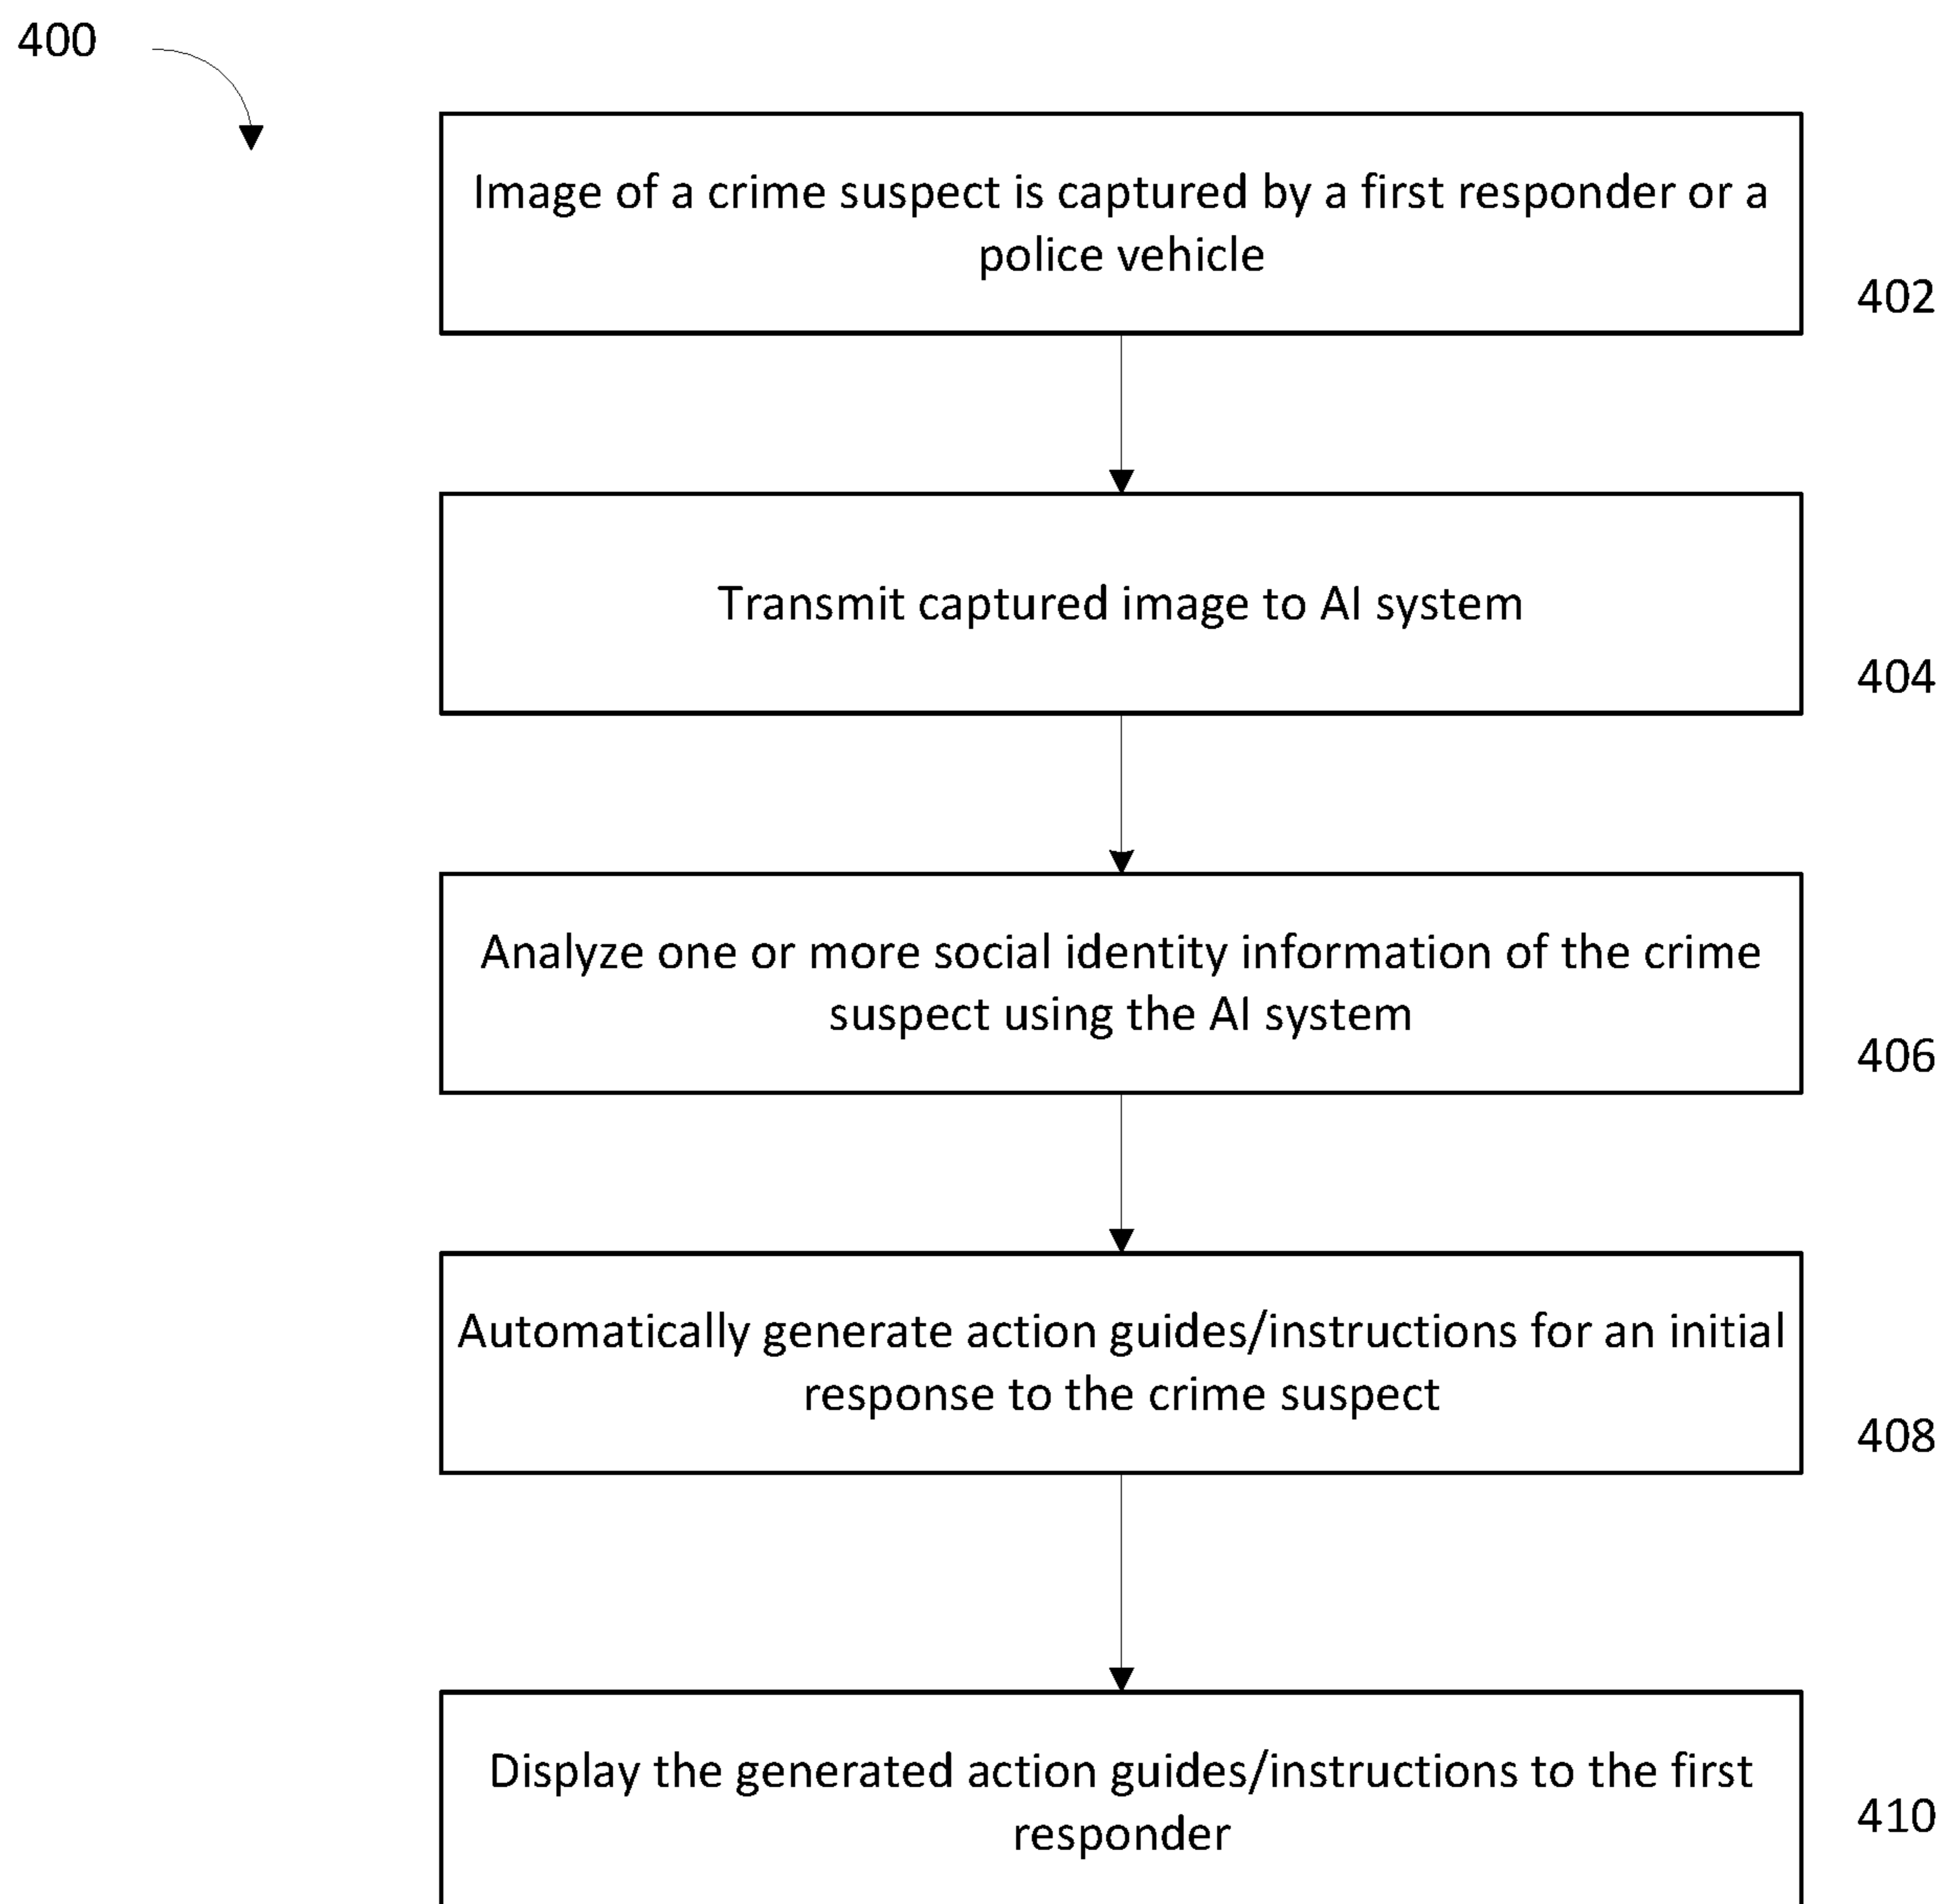 400
Image of a crime suspect is captured by a first responder or a
police vehicle
402
Transmit captured image to AI system
404
Analyze one or more social identity information of the crime
suspect using the AI system
406
Automatically generate action guides/instructions for an initial
response to the crime suspect
408
Display the generated action guides/instructions to the first
responder
410